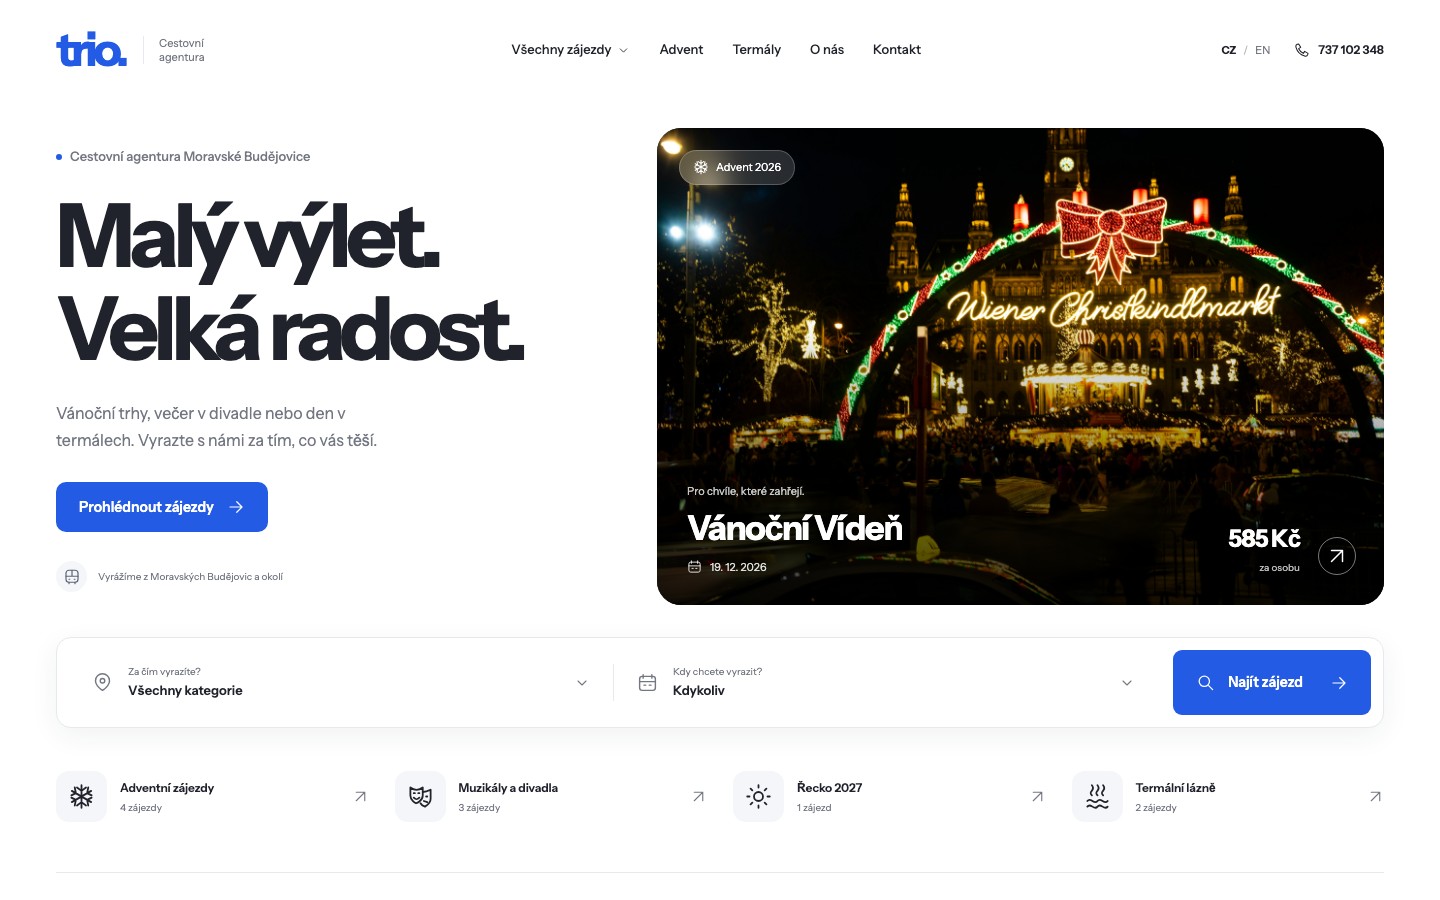 trio.
Cestovní
agentura
Všechny zájezdy
Advent
Termály
O nás
Kontakt
CZ / EN
737 102 348
Cestovní agentura Moravské Budějovice
Malý výlet.
Velká radost.
Vánoční trhy, večer v divadle nebo den v
termálech. Vyrazte s námi za tím, co vás těší.
Prohlédnout zájezdy
Vyrážíme z Moravských Budějovic a okolí
Advent 2026
Wiener Christkindlmarkt
Pro chvíle, které zahřejí.
Vánoční Vídeň
19. 12. 2026
585 Kč
za osobu
Za čím vyrazíte?
Všechny kategorie
Kdy chcete vyrazit?
Kdykoliv
Najít zájezd
Adventní zájezdy
4 zájezdy
Muzikály a divadla
3 zájezdy
Řecko 2027
1 zájezd
Termální lázně
2 zájezdy